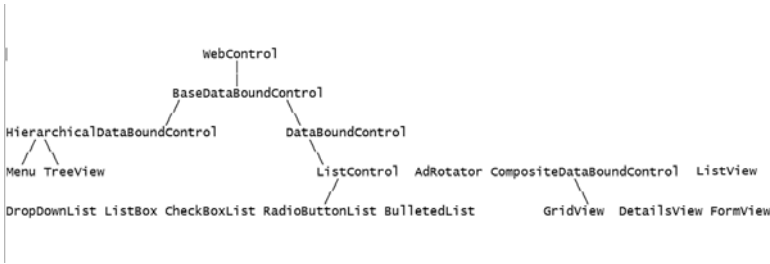 WebControl
BaseDataBoundControl
HierarchicalDataBoundControl DataBoundControl
Menu TreeView ListControl AdRotator CompositeDataBoundControl ListView
DropDownList ListBox CheckBoxList RadioButtonList BulletedList GridView DetailsView FormView